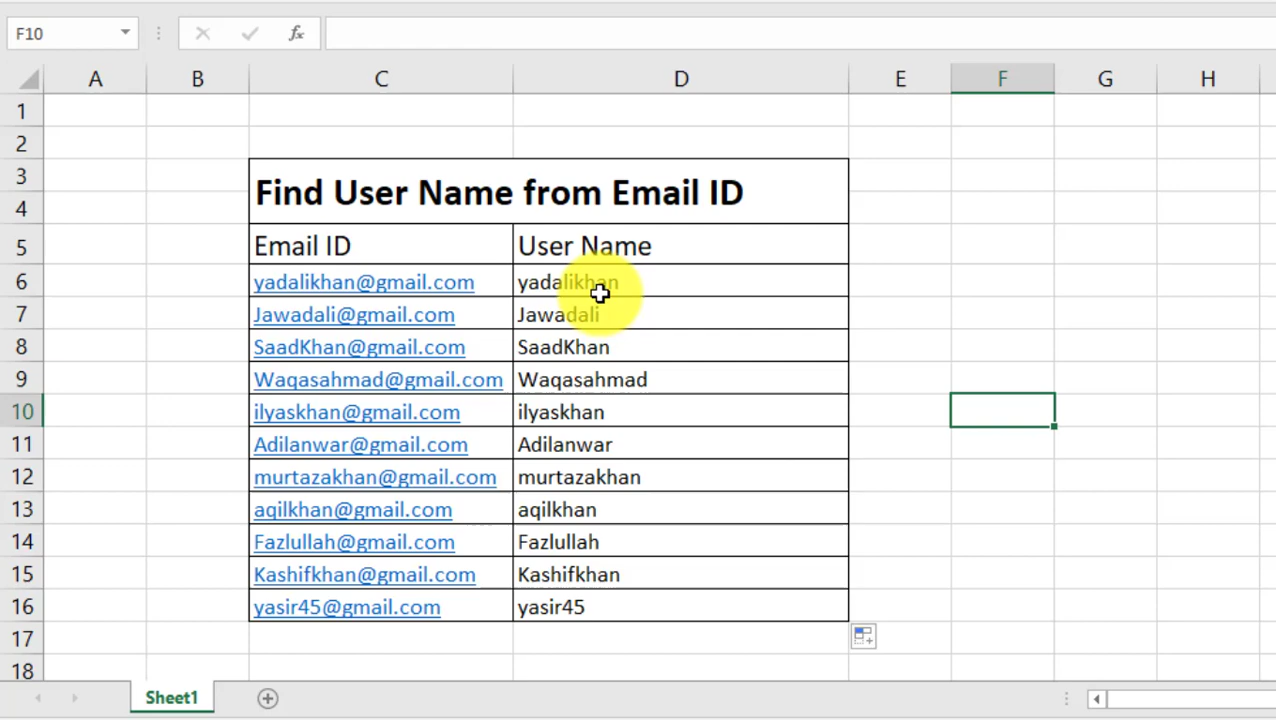 F10
fx
A B C D E F G H
1
2
3
Find User Name from Email ID
4
5 Email ID User Name
6 yadalikhan@gmail.com yadalikhan
7 Jawadali@gmail.com Jawadali
8 SaadKhan@gmail.com SaadKhan
9 Waqasahmad@gmail.com Waqasahmad
10 ilyaskhan@gmail.com ilyaskhan
11 Adilanwar@gmail.com Adilanwar
12 murtazakhan@gmail.com murtazakhan
13 aqilkhan@gmail.com aqilkhan
14 Fazlullah@gmail.com Fazlullah
15 Kashifkhan@gmail.com Kashifkhan
16 yasir45@gmail.com yasir45
17
18
Sheet1